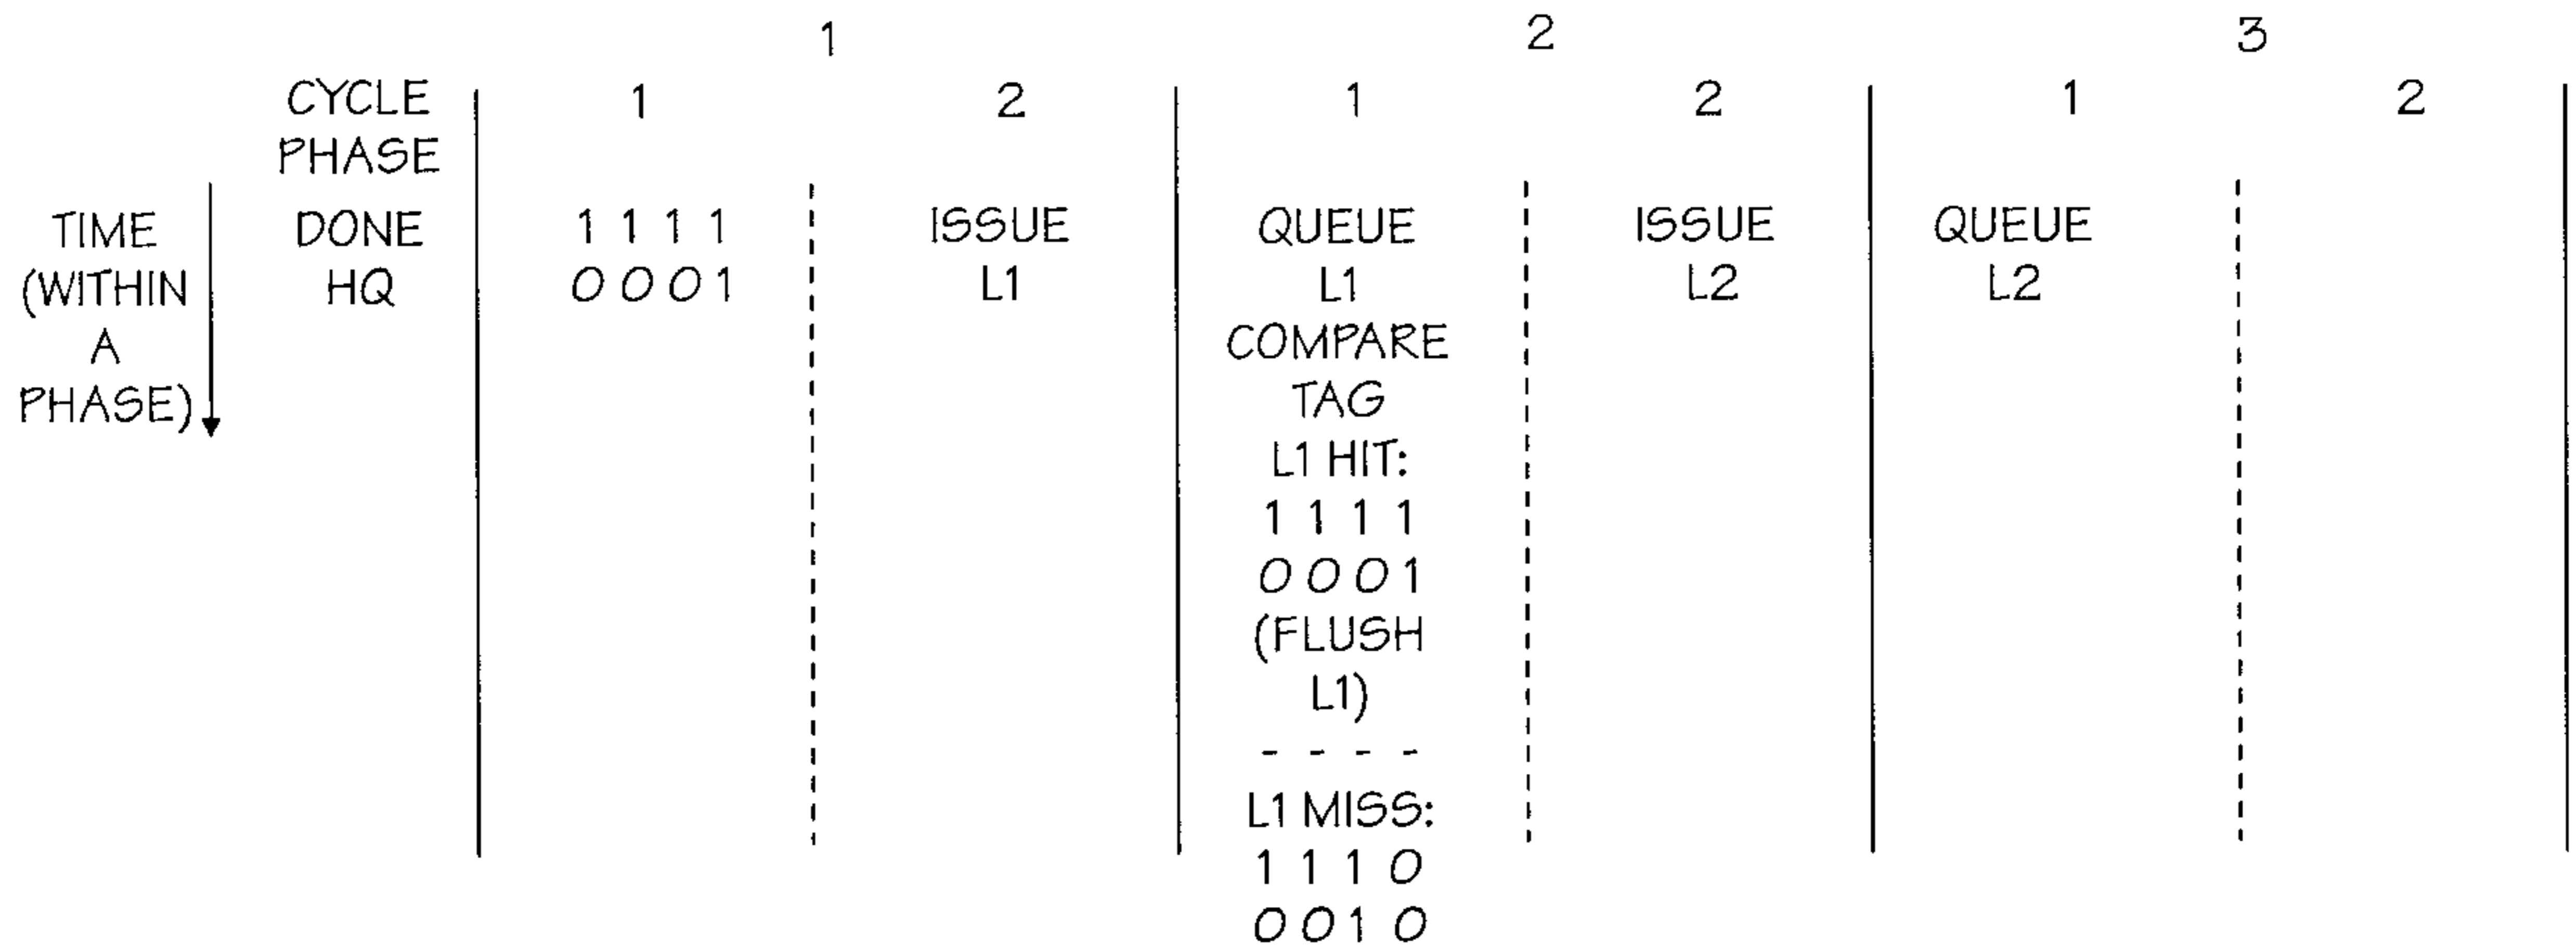 1 2 3
CYCLE 1 2 1 2 1 2
PHASE
TIME DONE 1 1 1 1 ISSUE QUEUE ISSUE QUEUE
(WITHIN HQ 0 0 0 1 L1 L1 L2 L2
A COMPARE
PHASE) TAG
L1 HIT:
1 1 1 1
0 0 0 1
(FLUSH
L1)
- - - -
L1 MISS:
1 1 1 0
0 0 1 0